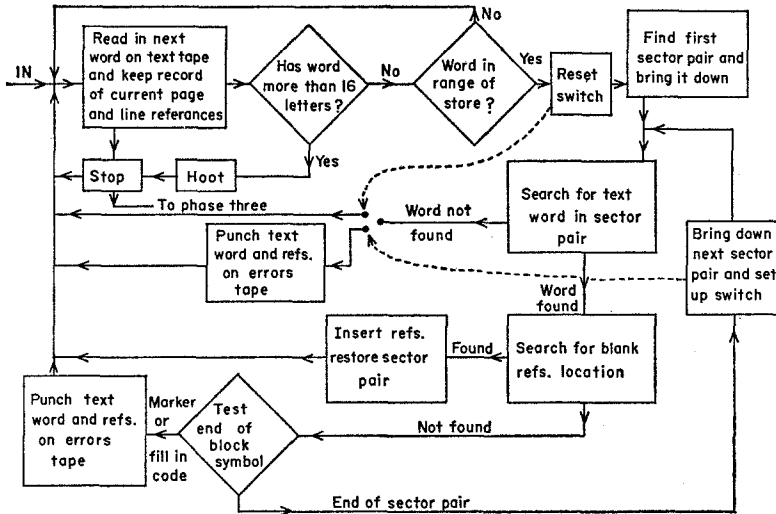 No
IN
Read in next
word on text tape
and keep record
of current page
and line referances
Has word
more than 16
letters?
No
Word in
range of
store?
Yes
Reset
switch
Find first
sector pair and
bring it down
Yes
Stop
Hoot
To phase three
Word not
found
Search for text
word in sector
pair
Punch text
word and refs.
on errors
tape
Bring down
next sector
pair and set
up switch
Word
found
Insert refs.
restore sector
pair
Found
Search for blank
refs. location
Punch text
word and refs.
on errors
tape
Marker
or
fill in
code
Test
end of
block
symbol
Not found
End of sector pair